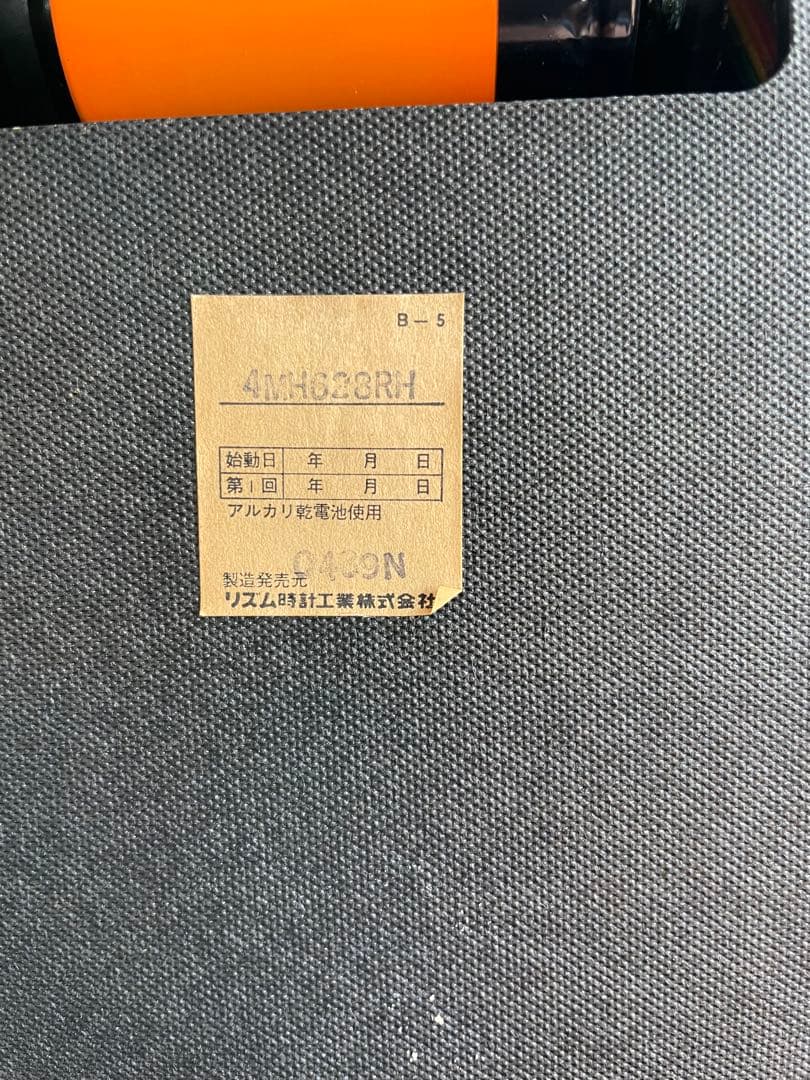 B-5
4MH628RH
始動日 年 月 日
第1回 年 月 日
アルカリ乾電池使用
0439N
製造発売元
リズム時計工業株式会社